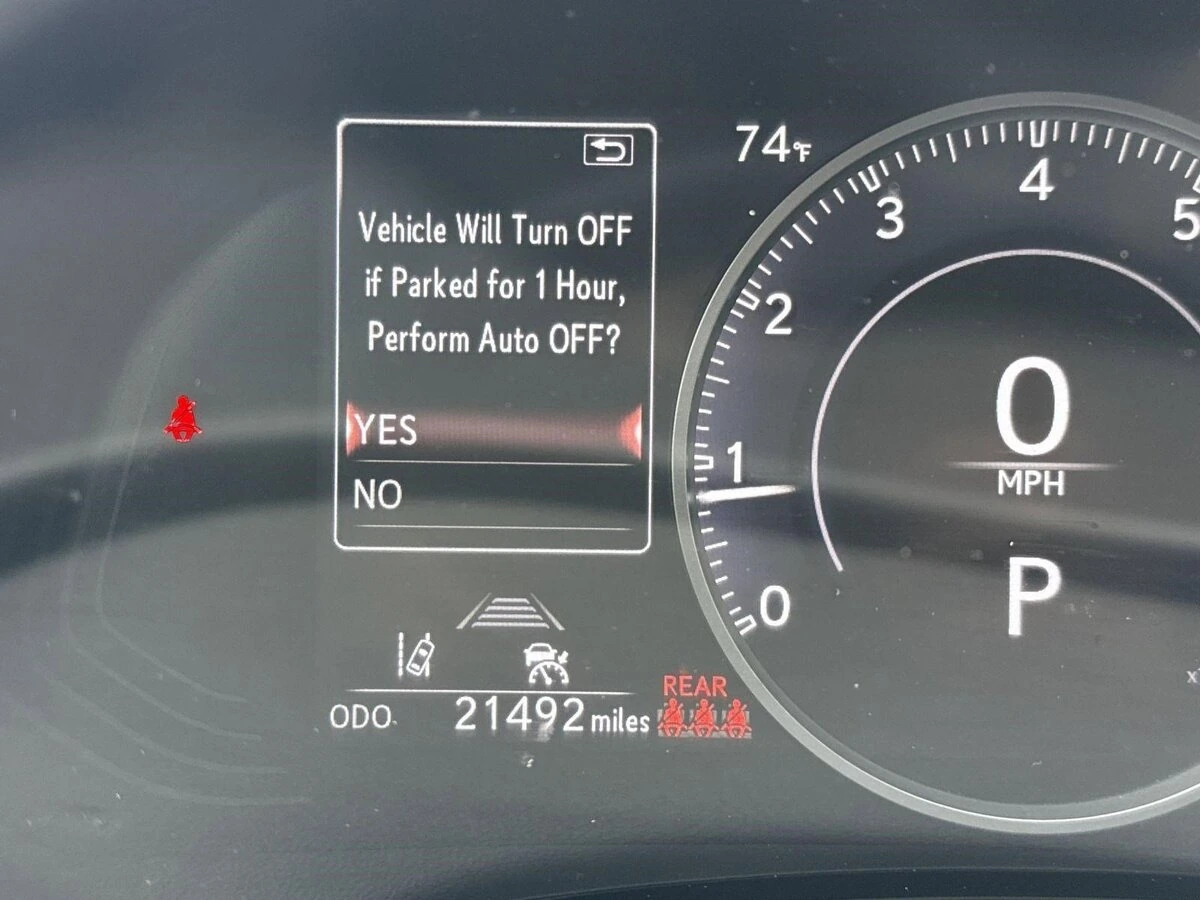 74°F
Vehicle Will Turn OFF
if Parked for 1 Hour,
Perform Auto OFF?
YES
NO
0
1
2
3
4
5
0
MPH
P
REAR
ODO 21492 miles
x